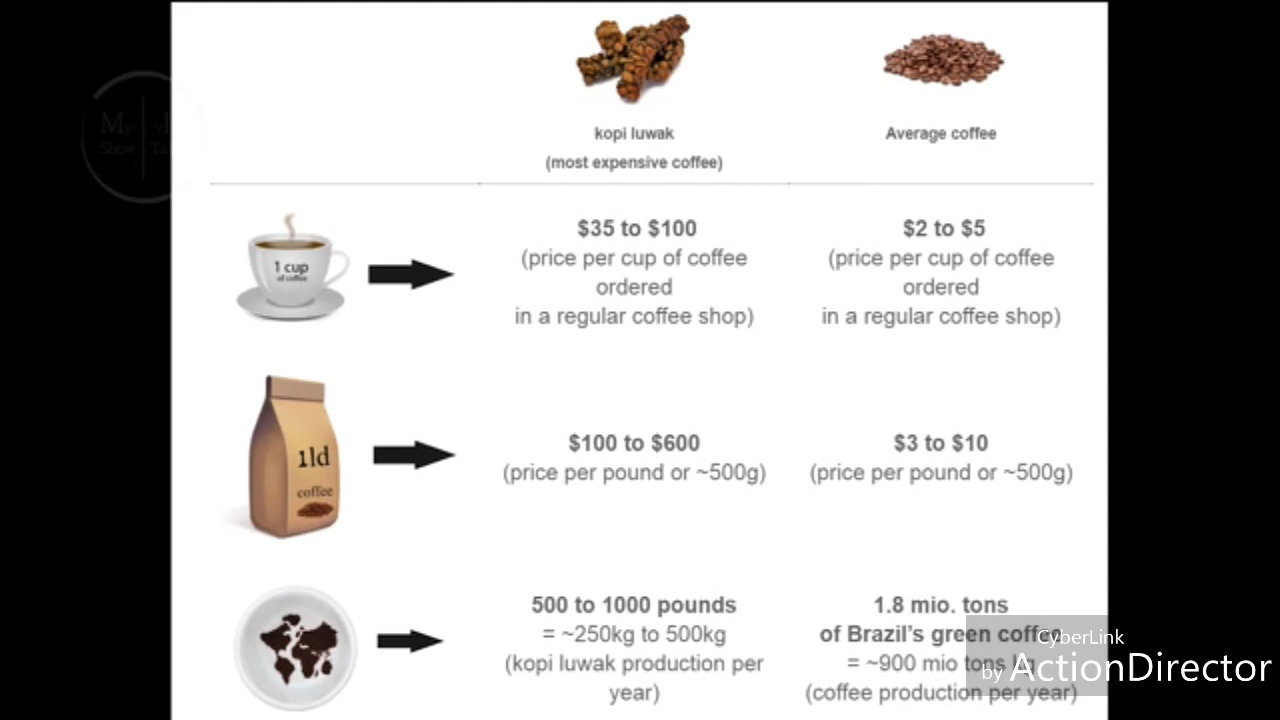 kopi luwak
(most expensive coffee)
Average coffee
1 cup
of coffee
$35 to $100
(price per cup of coffee
ordered
in a regular coffee shop)
$2 to $5
(price per cup of coffee
ordered
in a regular coffee shop)
1ld
coffee
$100 to $600
(price per pound or ~500g)
$3 to $10
(price per pound or ~500g)
500 to 1000 pounds
= ~250kg to 500kg
(kopi luwak production per
year)
1.8 mio. tons
of Brazil's green coffee
= ~900 mio tons
(coffee production per year)
CyberLink
by ActionDirector